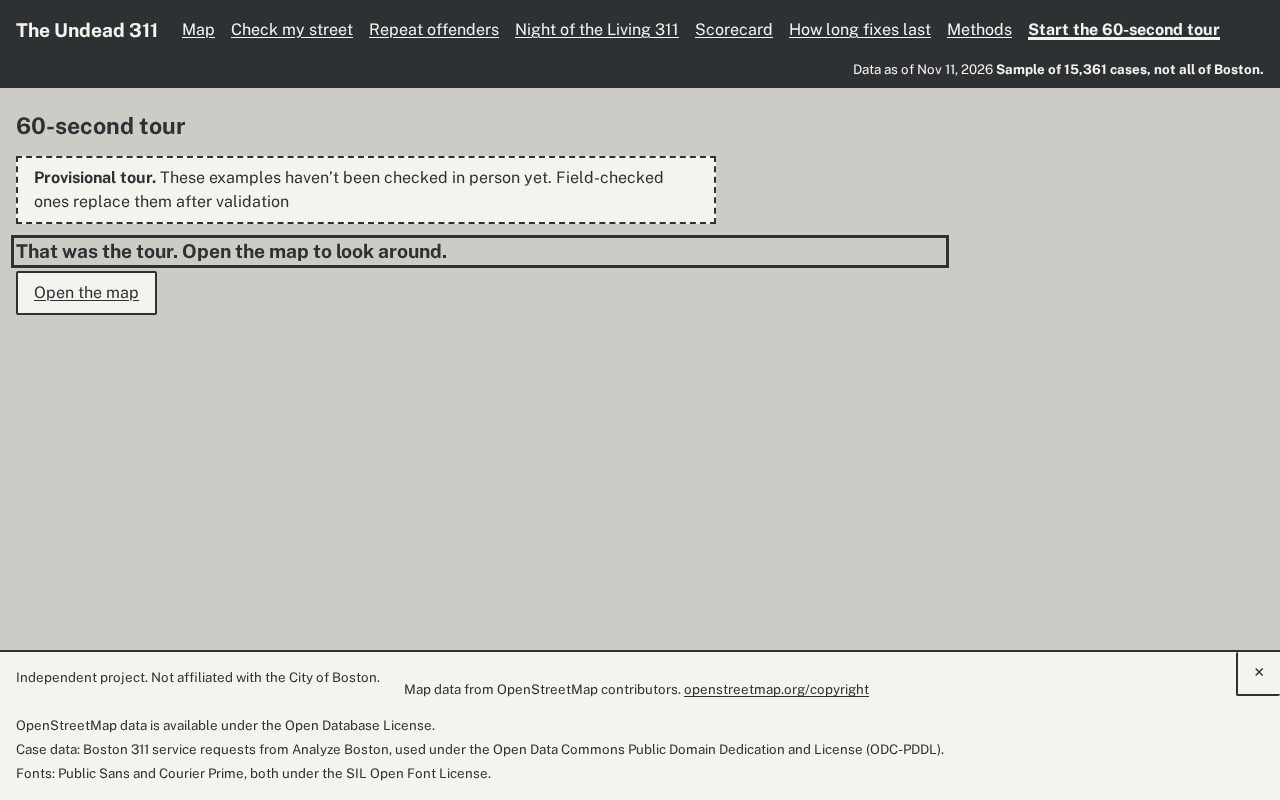 The Undead 311 Map Check my street Repeat offenders Night of the Living 311 Scorecard How long fixes last Methods Start the 60-second tour
Data as of Nov 11, 2026 Sample of 15,361 cases, not all of Boston.
60-second tour
Provisional tour. These examples haven’t been checked in person yet. Field-checked
ones replace them after validation
That was the tour. Open the map to look around.
Open the map
×
Independent project. Not affiliated with the City of Boston.
Map data from OpenStreetMap contributors. openstreetmap.org/copyright
OpenStreetMap data is available under the Open Database License.
Case data: Boston 311 service requests from Analyze Boston, used under the Open Data Commons Public Domain Dedication and License (ODC-PDDL).
Fonts: Public Sans and Courier Prime, both under the SIL Open Font License.